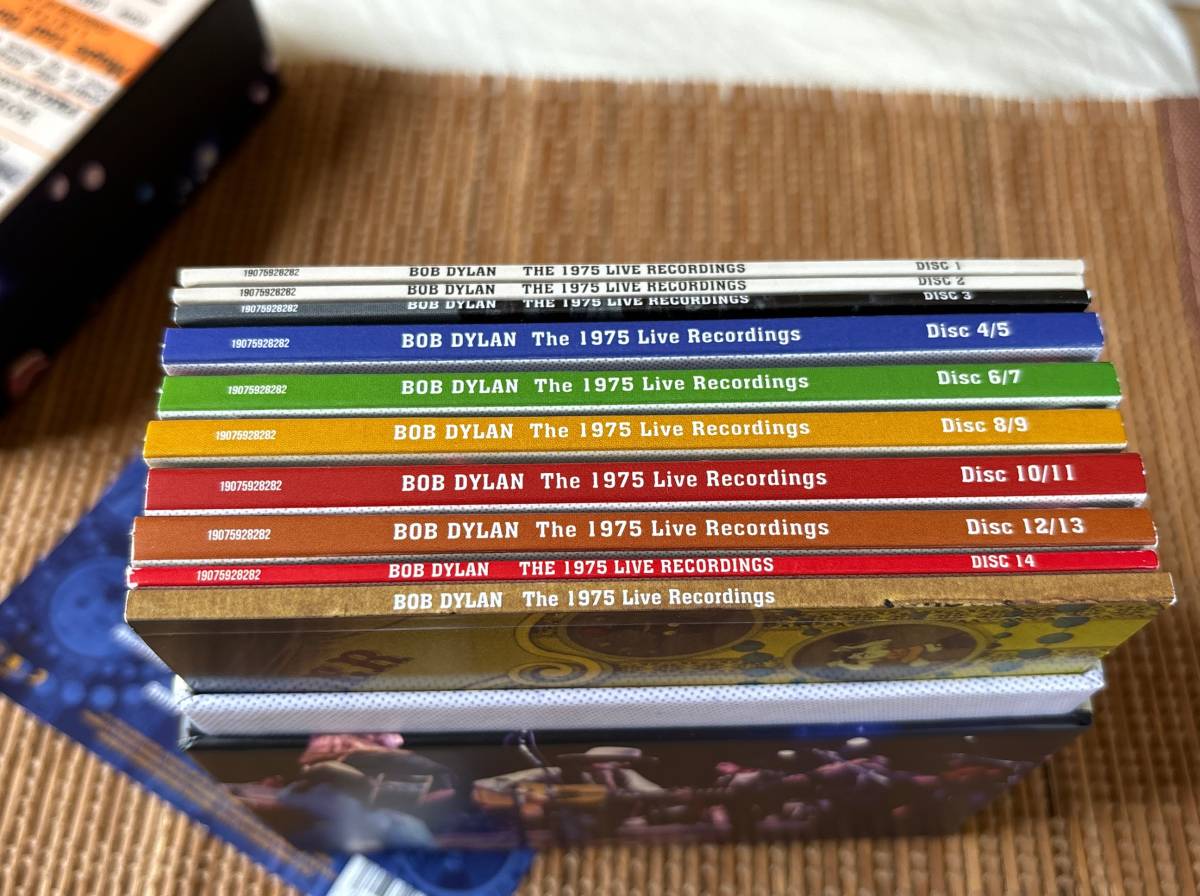 19075928282 BOB DYLAN THE 1975 LIVE RECORDINGS DISC 1
19075928282 BOB DYLAN THE 1975 LIVE RECORDINGS DISC 2
19075928282 BOB DYLAN THE 1975 LIVE RECORDINGS DISC 3
19075928282 BOB DYLAN The 1975 Live Recordings Disc 4/5
19075928282 BOB DYLAN The 1975 Live Recordings Disc 6/7
19075928282 BOB DYLAN The 1975 Live Recordings Disc 8/9
19075928282 BOB DYLAN The 1975 Live Recordings Disc 10/11
19075928282 BOB DYLAN The 1975 Live Recordings Disc 12/13
19075928282 BOB DYLAN THE 1975 LIVE RECORDINGS DISC 14
BOB DYLAN The 1975 Live Recordings